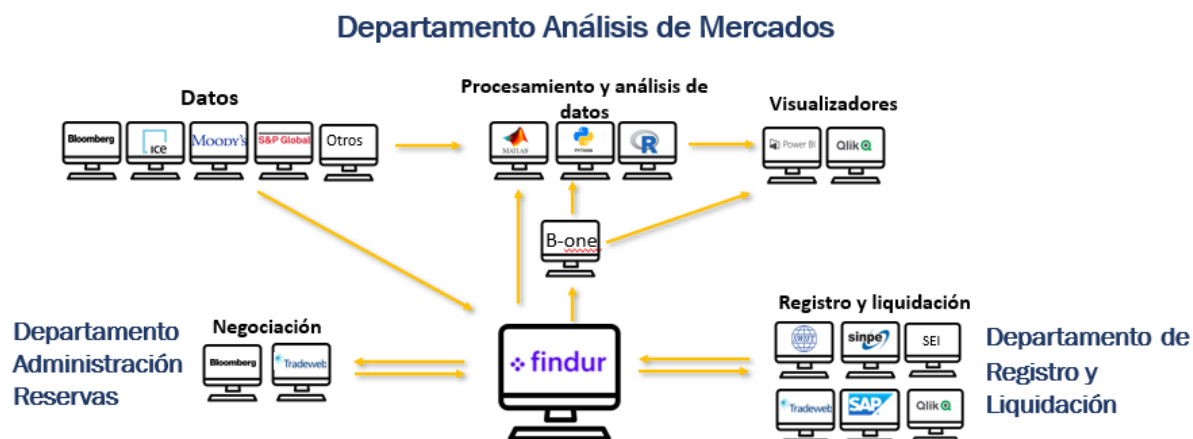 Departamento Análisis de Mercados
Datos
Procesamiento y análisis de
datos
Visualizadores
Bloomberg
ice
MOODY'S
S&P Global
Otros
MATLAB
PYTHON
R
Power BI
Qlik
B-one
Departamento
Administración
Reservas
Negociación
Bloomberg
Tradeweb
findur
Registro y liquidación
SWIFT
sinpe
SEI
Tradeweb
SAP
Qlik
Departamento de
Registro y
Liquidación